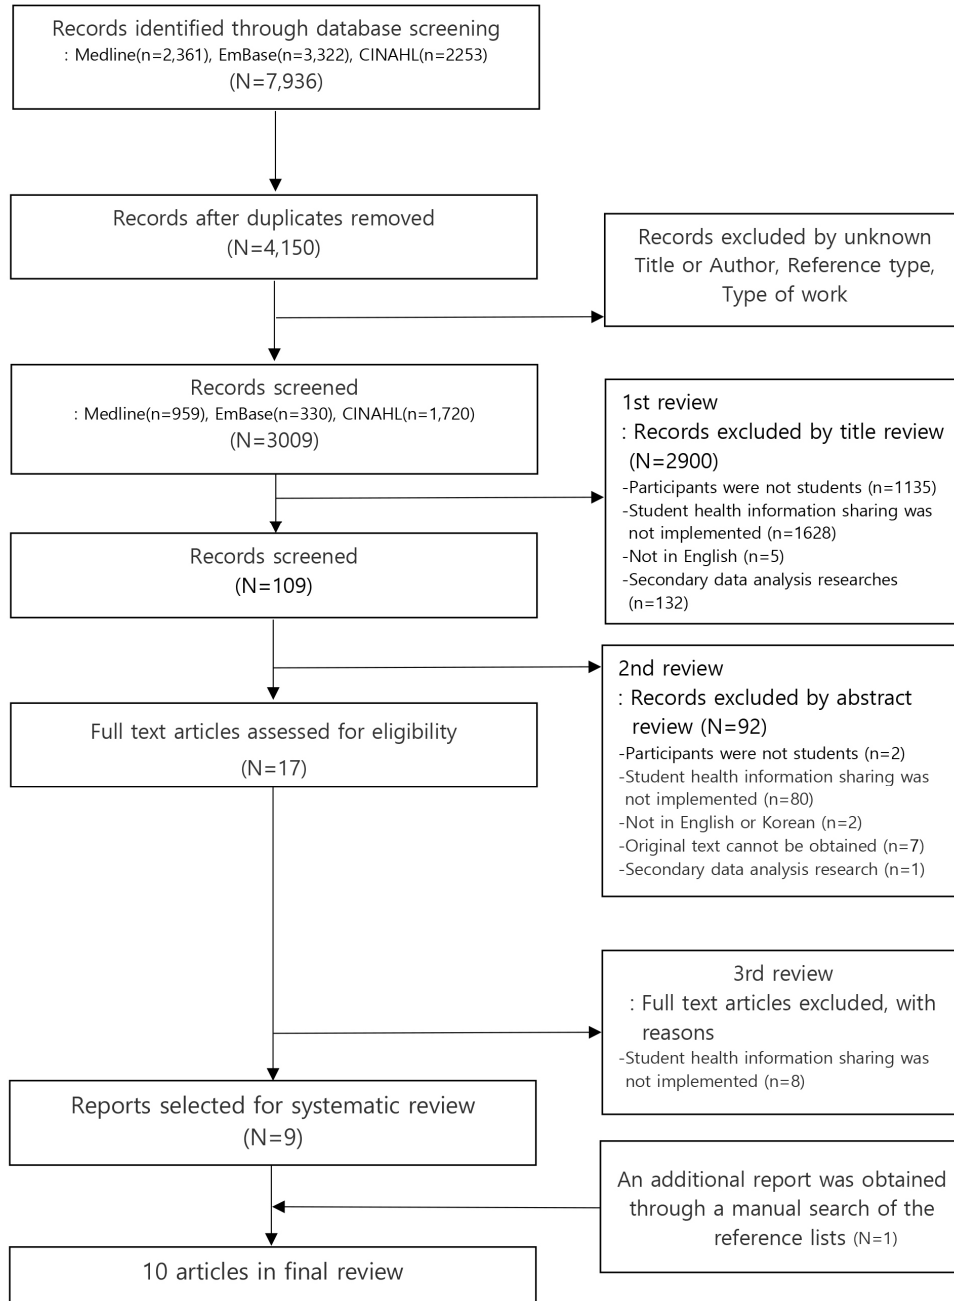 Records identified through database screening
: Medline(n=2,361), EmBase(n=3,322), CINAHL(n=2253)
(N=7,936)
Records after duplicates removed
(N=4,150)
Records excluded by unknown
Title or Author, Reference type,
Type of work
Records screened
: Medline(n=959), EmBase(n=330), CINAHL(n=1,720)
(N=3009)
1st review
: Records excluded by title review
(N=2900)
-Participants were not students (n=1135)
-Student health information sharing was
not implemented (n=1628)
-Not in English (n=5)
-Secondary data analysis researches
(n=132)
Records screened
(N=109)
2nd review
: Records excluded by abstract
review (N=92)
-Participants were not students (n=2)
-Student health information sharing was
not implemented (n=80)
-Not in English or Korean (n=2)
-Original text cannot be obtained (n=7)
-Secondary data analysis research (n=1)
Full text articles assessed for eligibility
(N=17)
3rd review
: Full text articles excluded, with
reasons
-Student health information sharing was
not implemented (n=8)
Reports selected for systematic review
(N=9)
An additional report was obtained
through a manual search of the
reference lists (N=1)
10 articles in final review